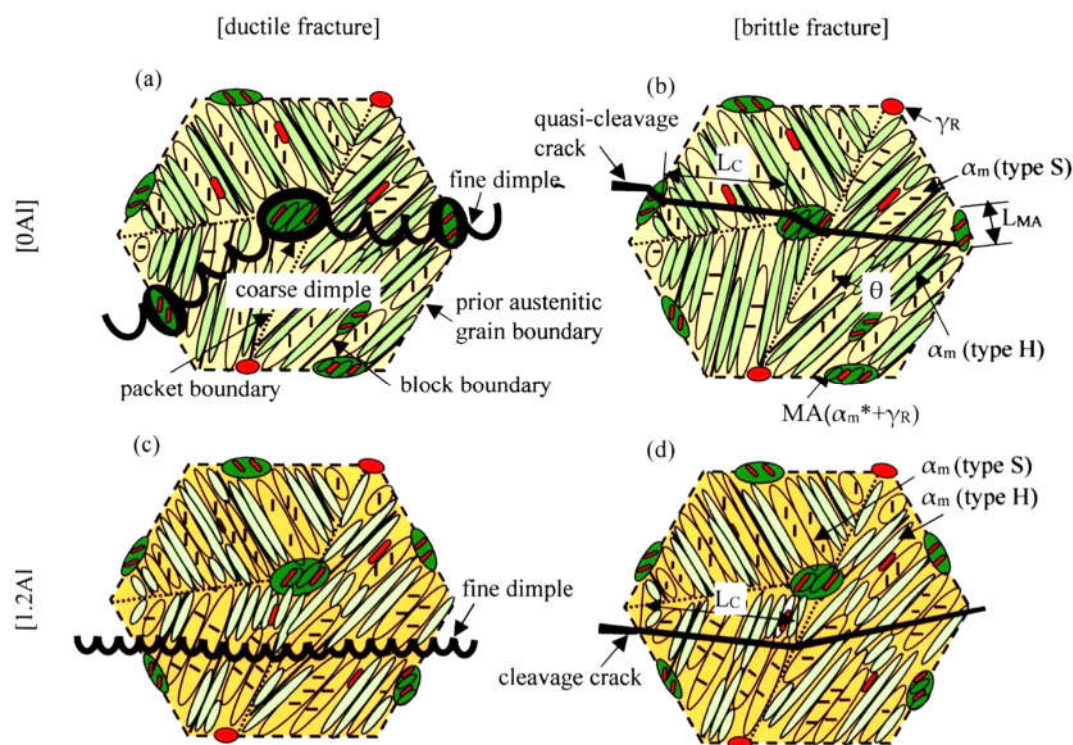 [ductile fracture]
[brittle fracture]
[0Al]
(a)
fine dimple
coarse dimple
prior austenitic
grain boundary
packet boundary
block boundary
(b)
quasi-cleavage
crack
LC
γR
αm (type S)
LMA
θ
αm (type H)
MA(αm*+γR)
[1.2Al
(c)
fine dimple
(d)
αm (type S)
αm (type H)
LC
cleavage crack